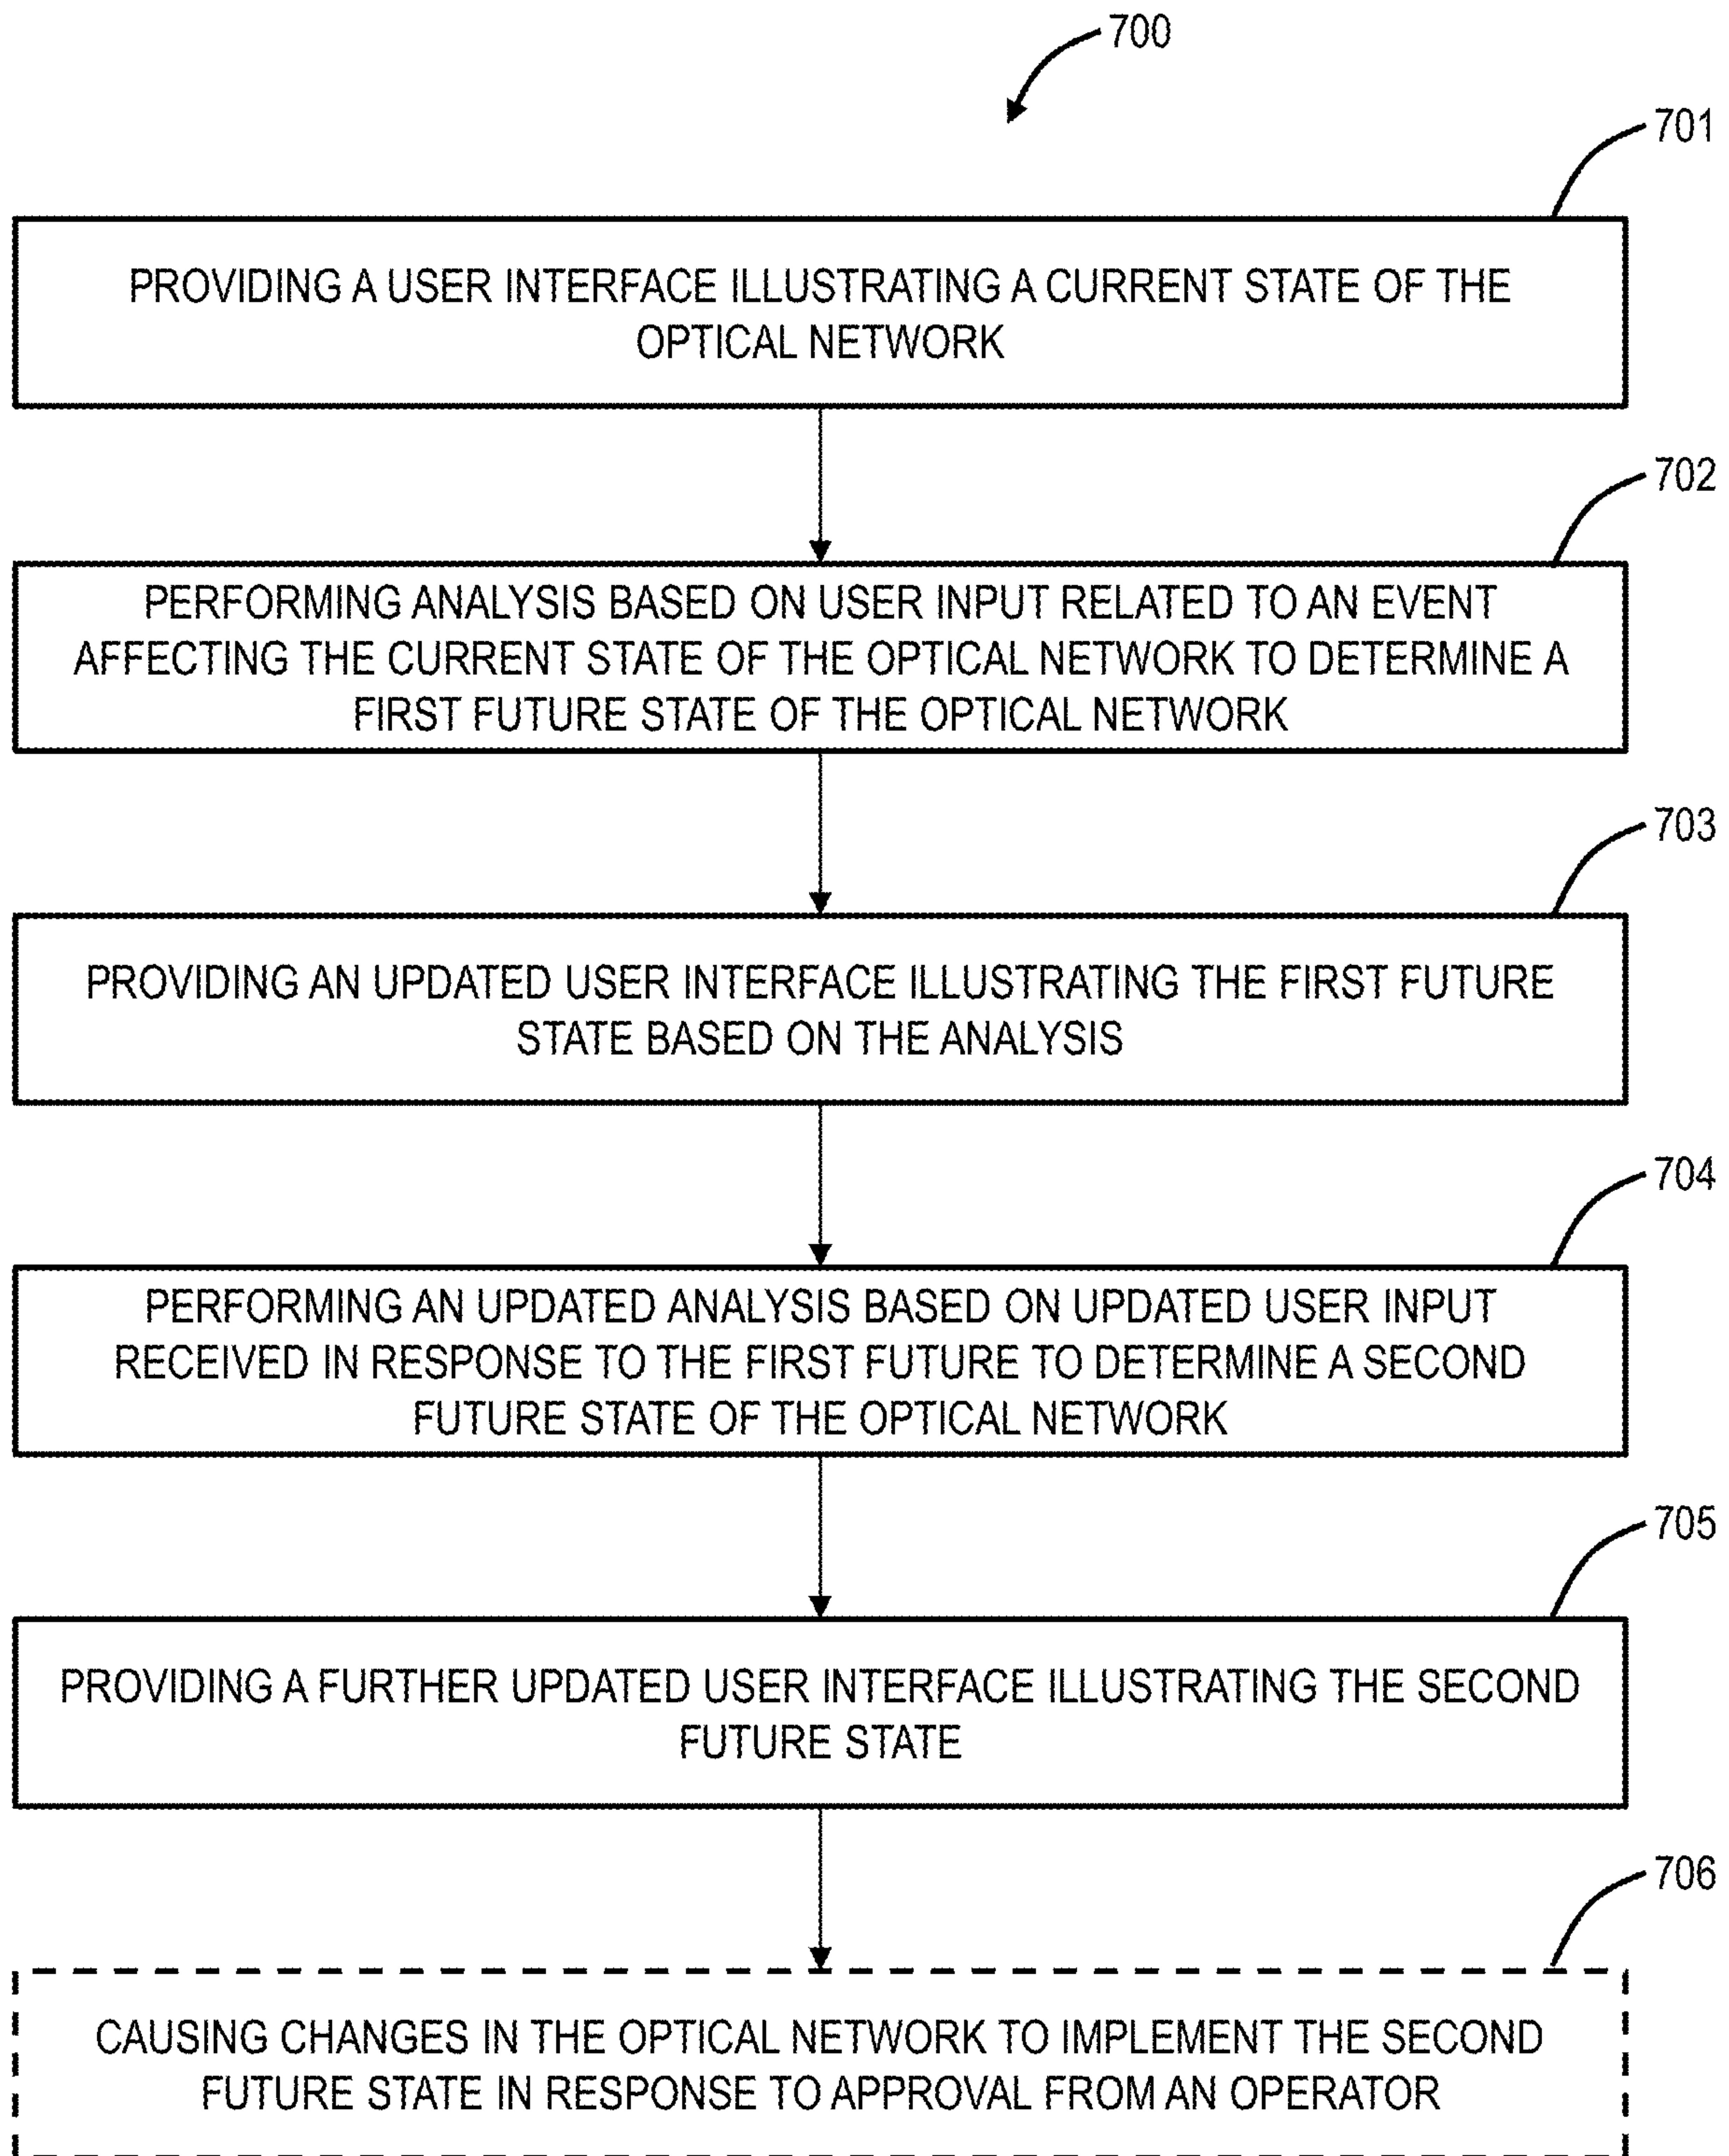 700
701
PROVIDING A USER INTERFACE ILLUSTRATING A CURRENT STATE OF THE
OPTICAL NETWORK
702
PERFORMING ANALYSIS BASED ON USER INPUT RELATED TO AN EVENT
AFFECTING THE CURRENT STATE OF THE OPTICAL NETWORK TO DETERMINE A
FIRST FUTURE STATE OF THE OPTICAL NETWORK
703
PROVIDING AN UPDATED USER INTERFACE ILLUSTRATING THE FIRST FUTURE
STATE BASED ON THE ANALYSIS
704
PERFORMING AN UPDATED ANALYSIS BASED ON UPDATED USER INPUT
RECEIVED IN RESPONSE TO THE FIRST FUTURE TO DETERMINE A SECOND
FUTURE STATE OF THE OPTICAL NETWORK
705
PROVIDING A FURTHER UPDATED USER INTERFACE ILLUSTRATING THE SECOND
FUTURE STATE
706
CAUSING CHANGES IN THE OPTICAL NETWORK TO IMPLEMENT THE SECOND
FUTURE STATE IN RESPONSE TO APPROVAL FROM AN OPERATOR